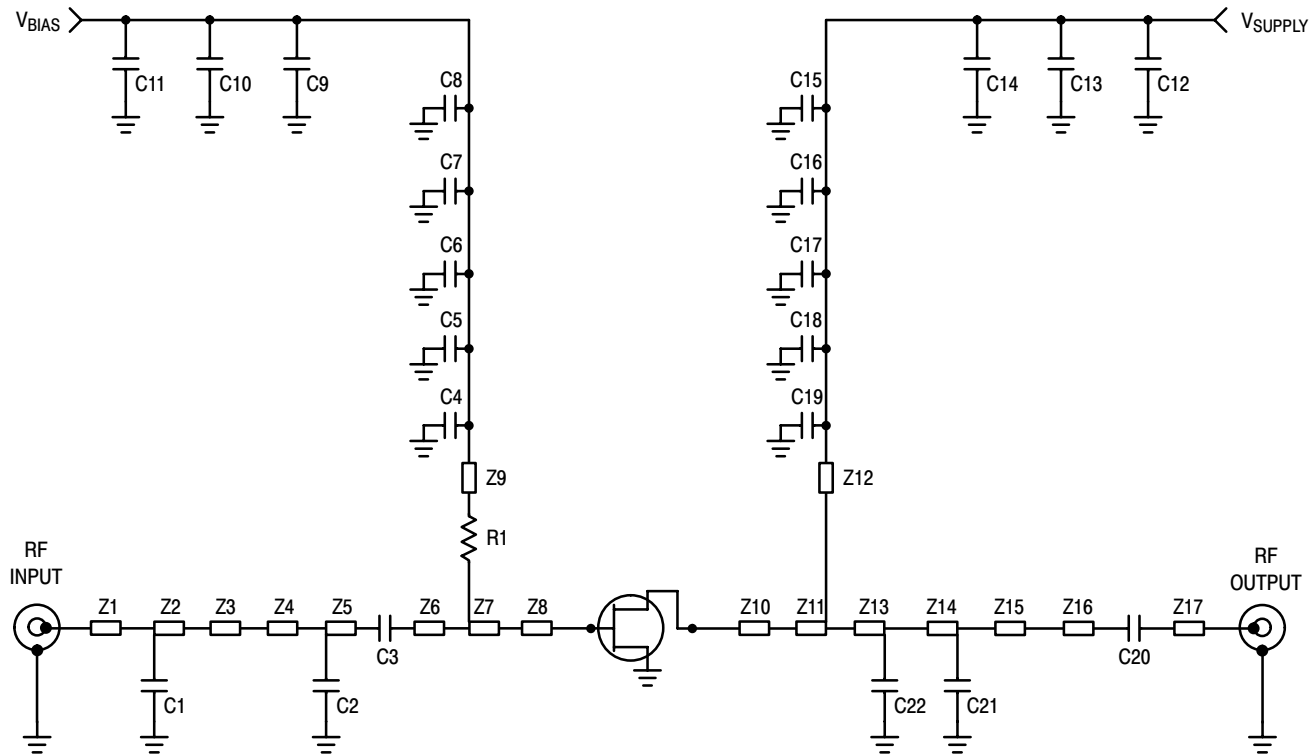 VBIAS
VSUPPLY
C11
C10
C9
C8
C15
C14
C13
C12
C7
C16
C6
C17
C5
C18
C4
C19
Z9
Z12
R1
RF
INPUT
RF
OUTPUT
Z1
Z2
Z3
Z4
Z5
Z6
Z7
Z8
Z10
Z11
Z13
Z14
Z15
Z16
Z17
C3
C20
C1
C2
C22
C21